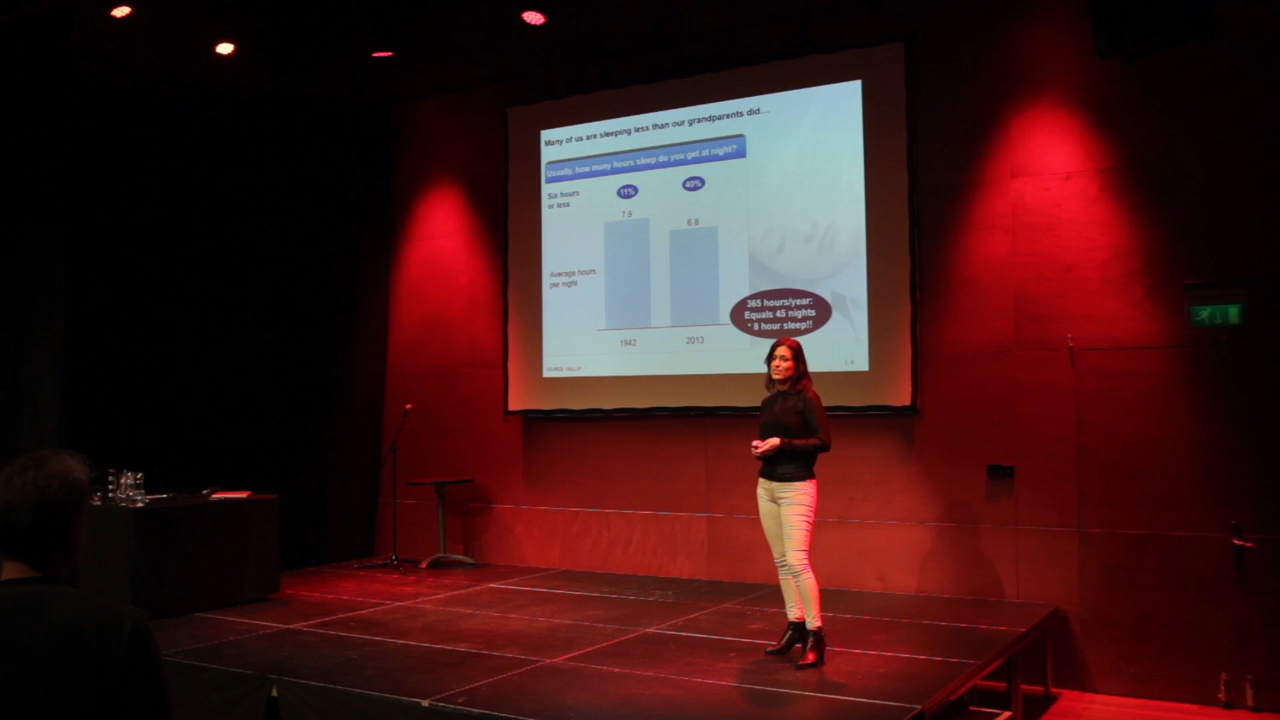 Many of us are sleeping less than our grandparents did…
Usually, how many hours sleep do you get at night?
Six hours
or less
11%
40%
7.9
6.8
Average hours
per night
365 hours/year:
Equals 45 nights
* 8 hour sleep!!
1942
2013